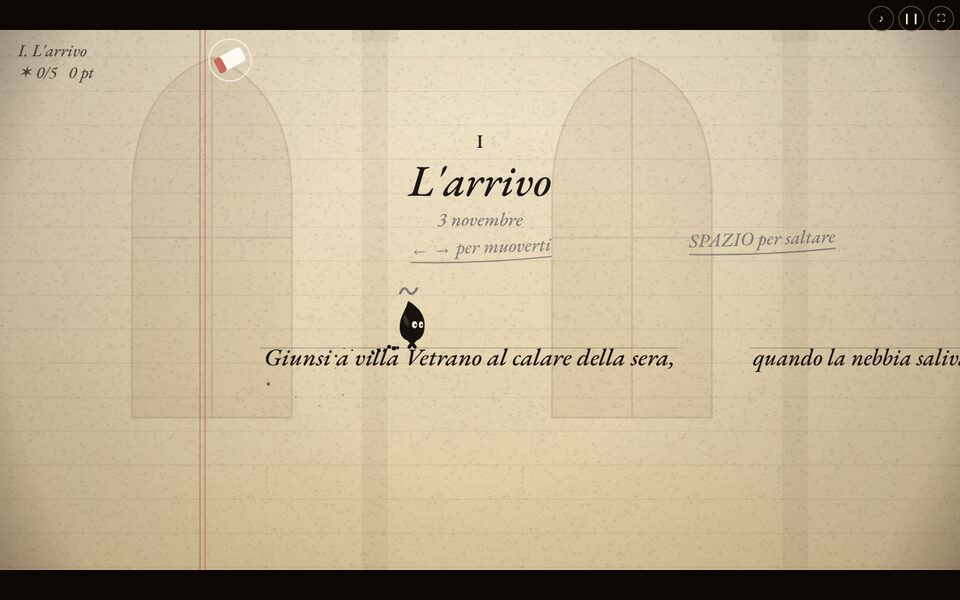 I. L'arrivo
✶ 0/5 0 pt
I
L'arrivo
3 novembre
← → per muoverti
SPAZIO per saltare
Giunsi a villa Vetrano al calare della sera,
quando la nebbia saliv